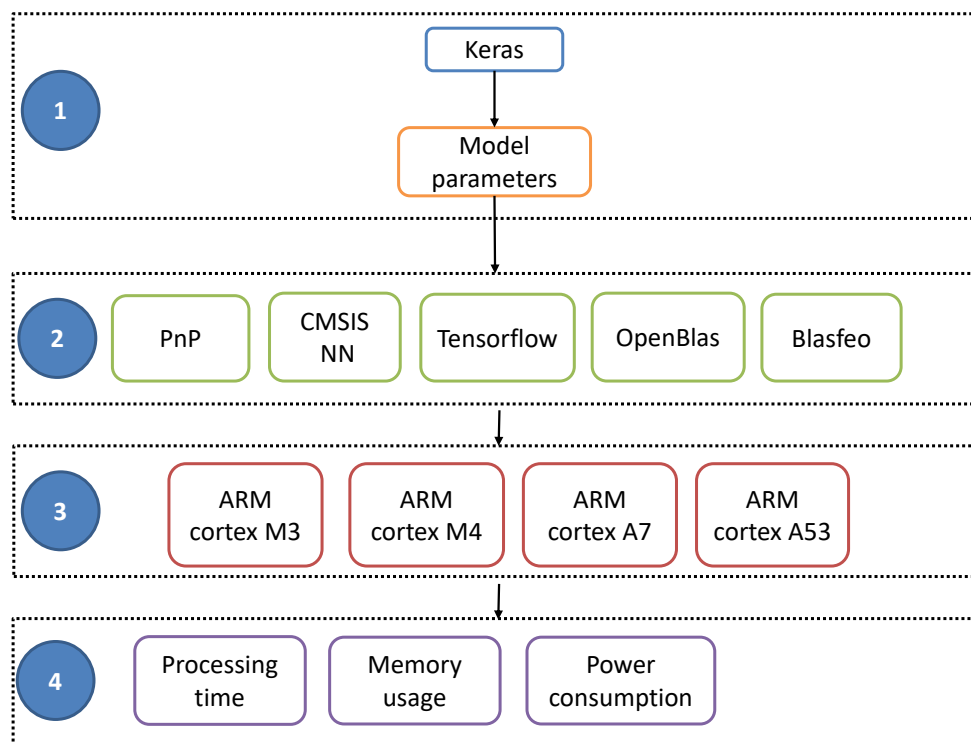 1
Keras
Model
parameters
2
PnP
CMSIS
NN
Tensorflow
OpenBlas
Blasfeo
3
ARM
cortex M3
ARM
cortex M4
ARM
cortex A7
ARM
cortex A53
4
Processing
time
Memory
usage
Power
consumption